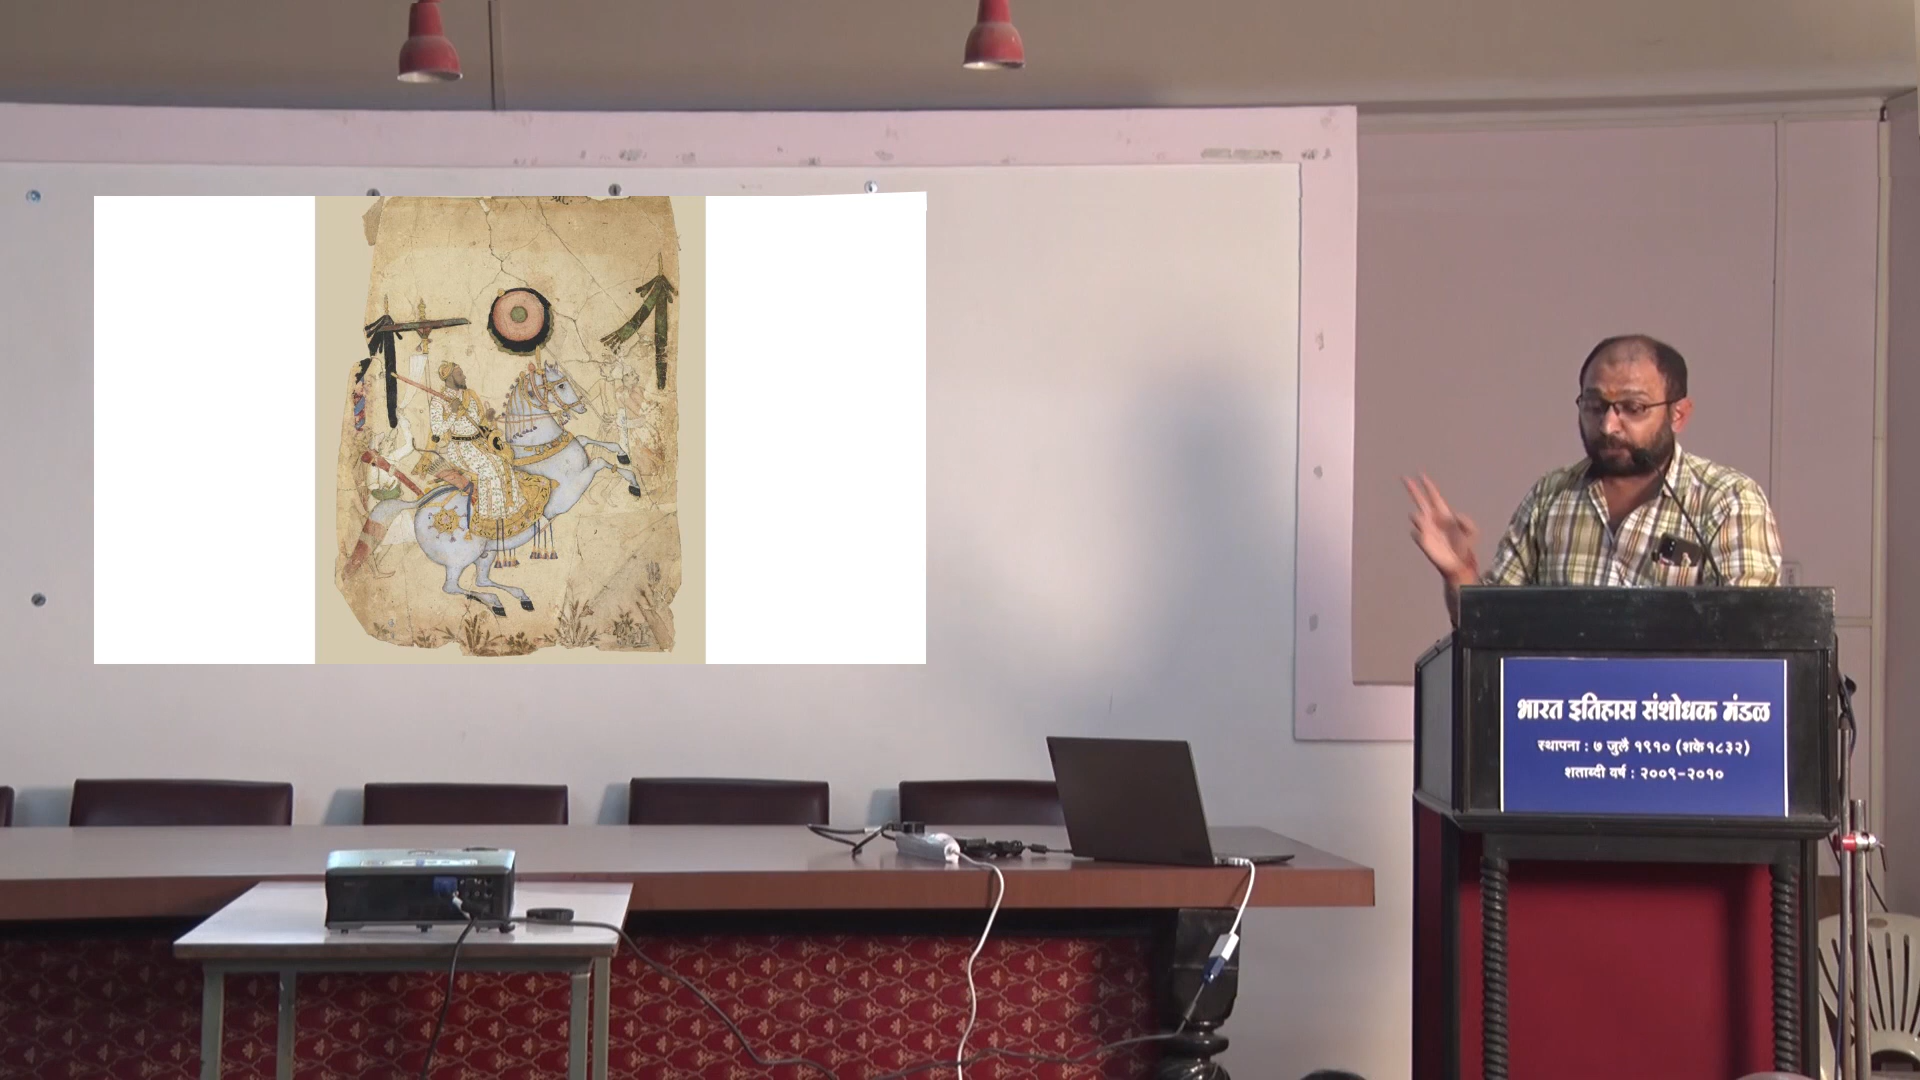 भारत इतिहास संशोधक मंडळ
स्थापना : ७ जुलै १९१० (शके १८३२)
शताब्दी वर्ष : २००९-२०१०